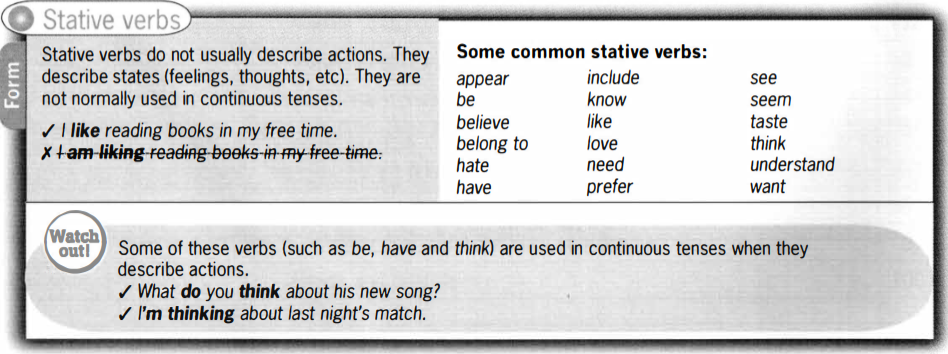 Stative verbs
Form
Stative verbs do not usually describe actions. They
describe states (feelings, thoughts, etc). They are
not normally used in continuous tenses.
✓ I like reading books in my free time.
✗ I am liking reading books in my free time.
Some common stative verbs:
appear include see
be know seem
believe like taste
belong to love think
hate need understand
have prefer want
Watch
out!
Some of these verbs (such as be, have and think) are used in continuous tenses when they
describe actions.
✓ What do you think about his new song?
✓ I'm thinking about last night's match.